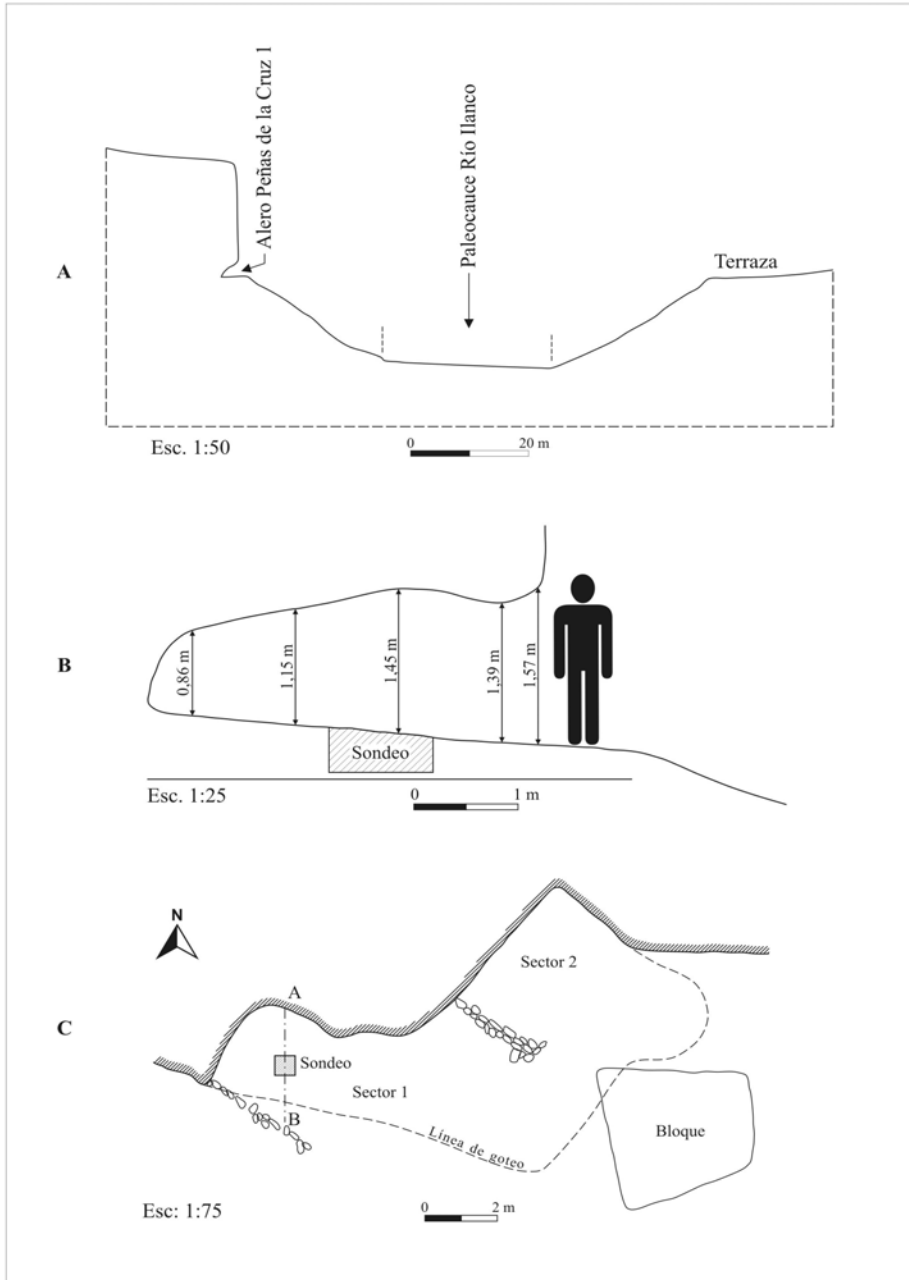 Alero Peñas de la Cruz 1
Paleocauce Río Ilanco
Terraza
A
Esc. 1:50
0 20 m
0,86 m
1,15 m
1,45 m
1,39 m
1,57 m
B
Sondeo
Esc. 1:25
0 1 m
N
Sector 2
A
C
Sondeo
Sector 1
B
Línea de goteo
Bloque
Esc: 1:75
0 2 m